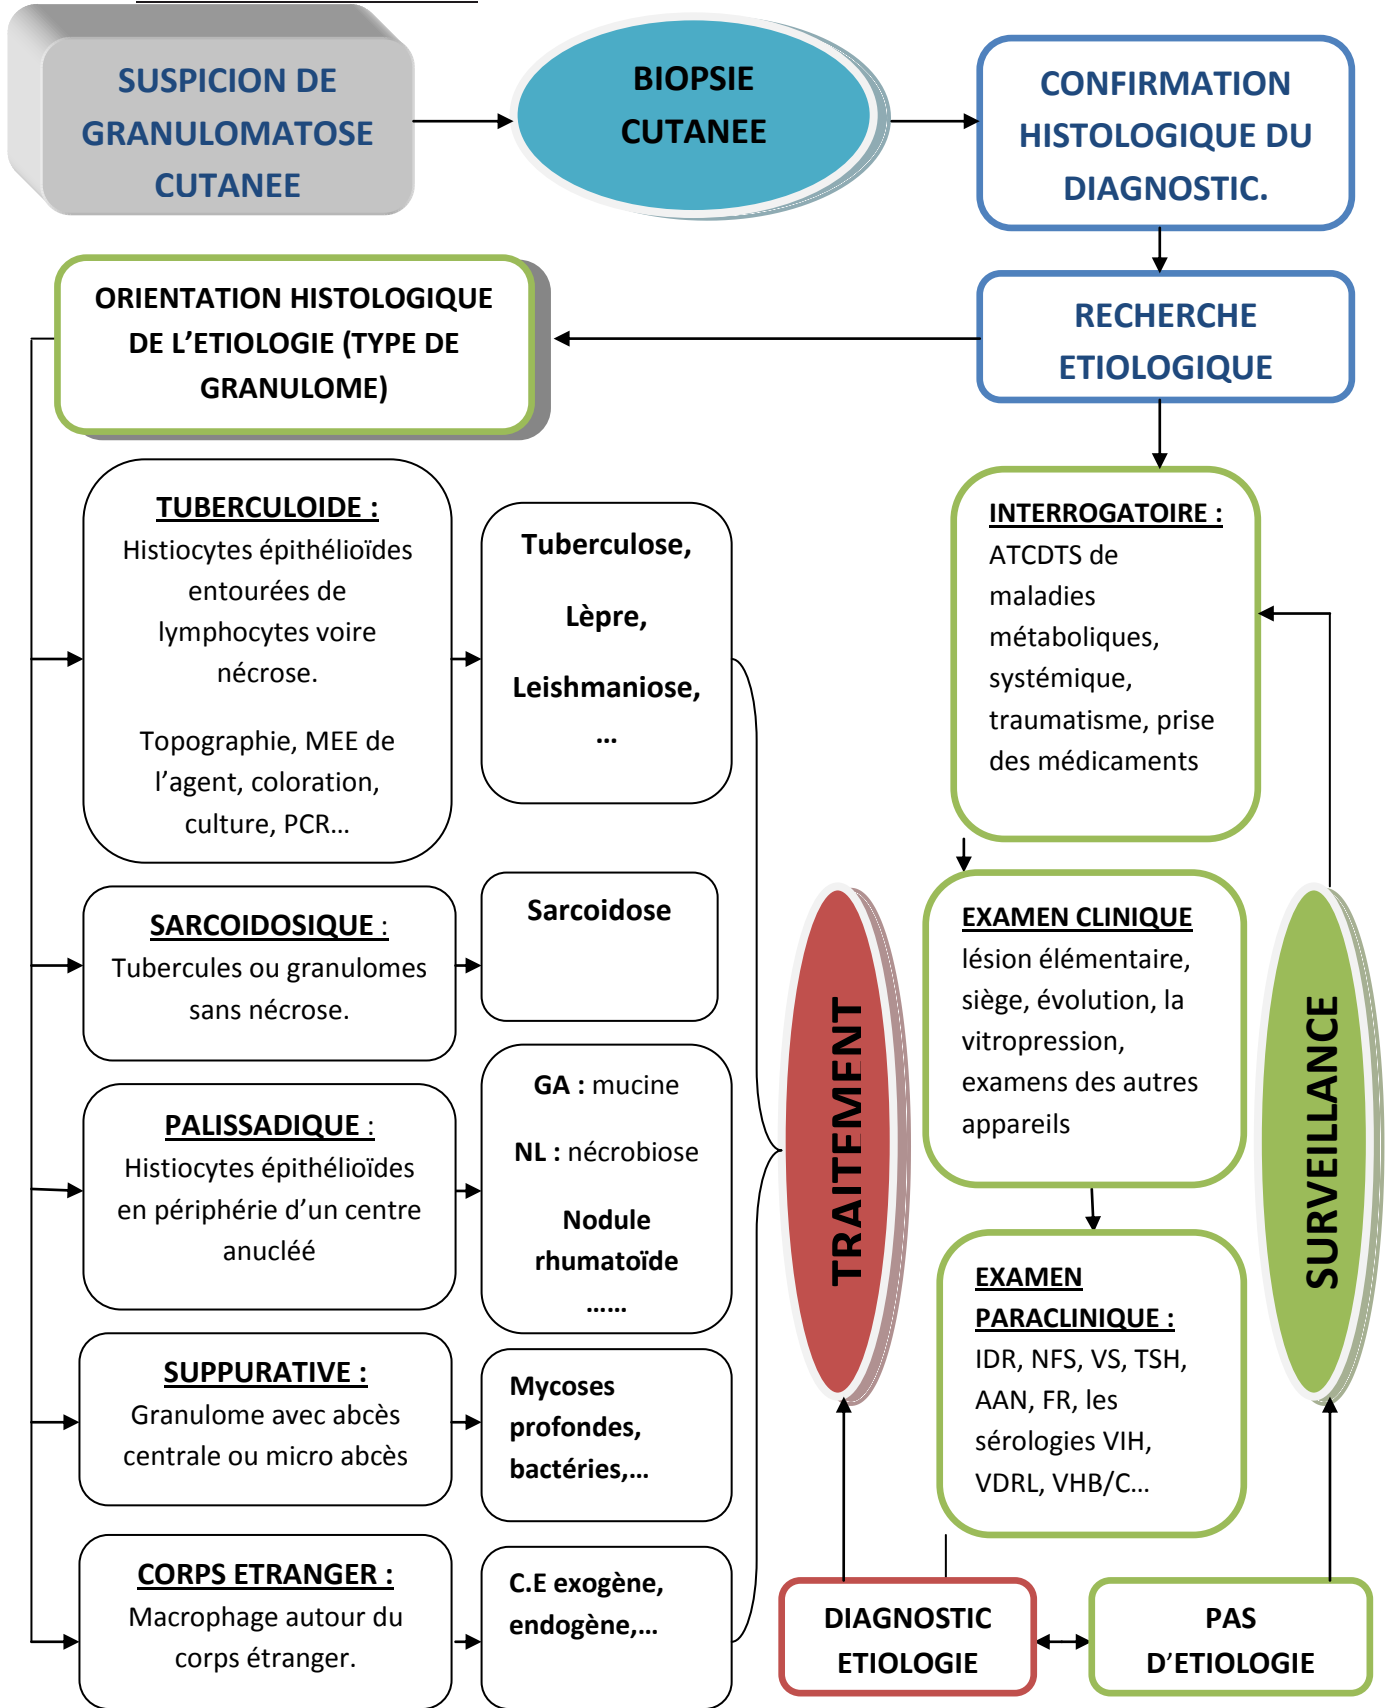 SUSPICION DE
GRANULOMATOSE
CUTANEE
BIOPSIE
CUTANEE
CONFIRMATION
HISTOLOGIQUE DU
DIAGNOSTIC.
ORIENTATION HISTOLOGIQUE
DE L’ETIOLOGIE (TYPE DE
GRANULOME)
RECHERCHE
ETIOLOGIQUE
TUBERCULOIDE :
Histiocytes épithélioïdes
entourées de
lymphocytes voire
nécrose.
Topographie, MEE de
l’agent, coloration,
culture, PCR…
Tuberculose,
Lèpre,
Leishmaniose,
…
SARCOIDOSIQUE :
Tubercules ou granulomes
sans nécrose.
Sarcoidose
PALISSADIQUE :
Histiocytes épithélioïdes
en périphérie d’un centre
anucléé
GA : mucine
NL : nécrobiose
Nodule
rhumatoïde
……
SUPPURATIVE :
Granulome avec abcès
centrale ou micro abcès
Mycoses
profondes,
bactéries,…
CORPS ETRANGER :
Macrophage autour du
corps étranger.
C.E exogène,
endogène,…
TRAITEMENT
INTERROGATOIRE :
ATCDTS de
maladies
métaboliques,
systémique,
traumatisme, prise
des médicaments
EXAMEN CLINIQUE
lésion élémentaire,
siège, évolution, la
vitropression,
examens des autres
appareils
EXAMEN
PARACLINIQUE :
IDR, NFS, VS, TSH,
AAN, FR, les
sérologies VIH,
VDRL, VHB/C…
SURVEILLANCE
DIAGNOSTIC
ETIOLOGIE
PAS
D’ETIOLOGIE